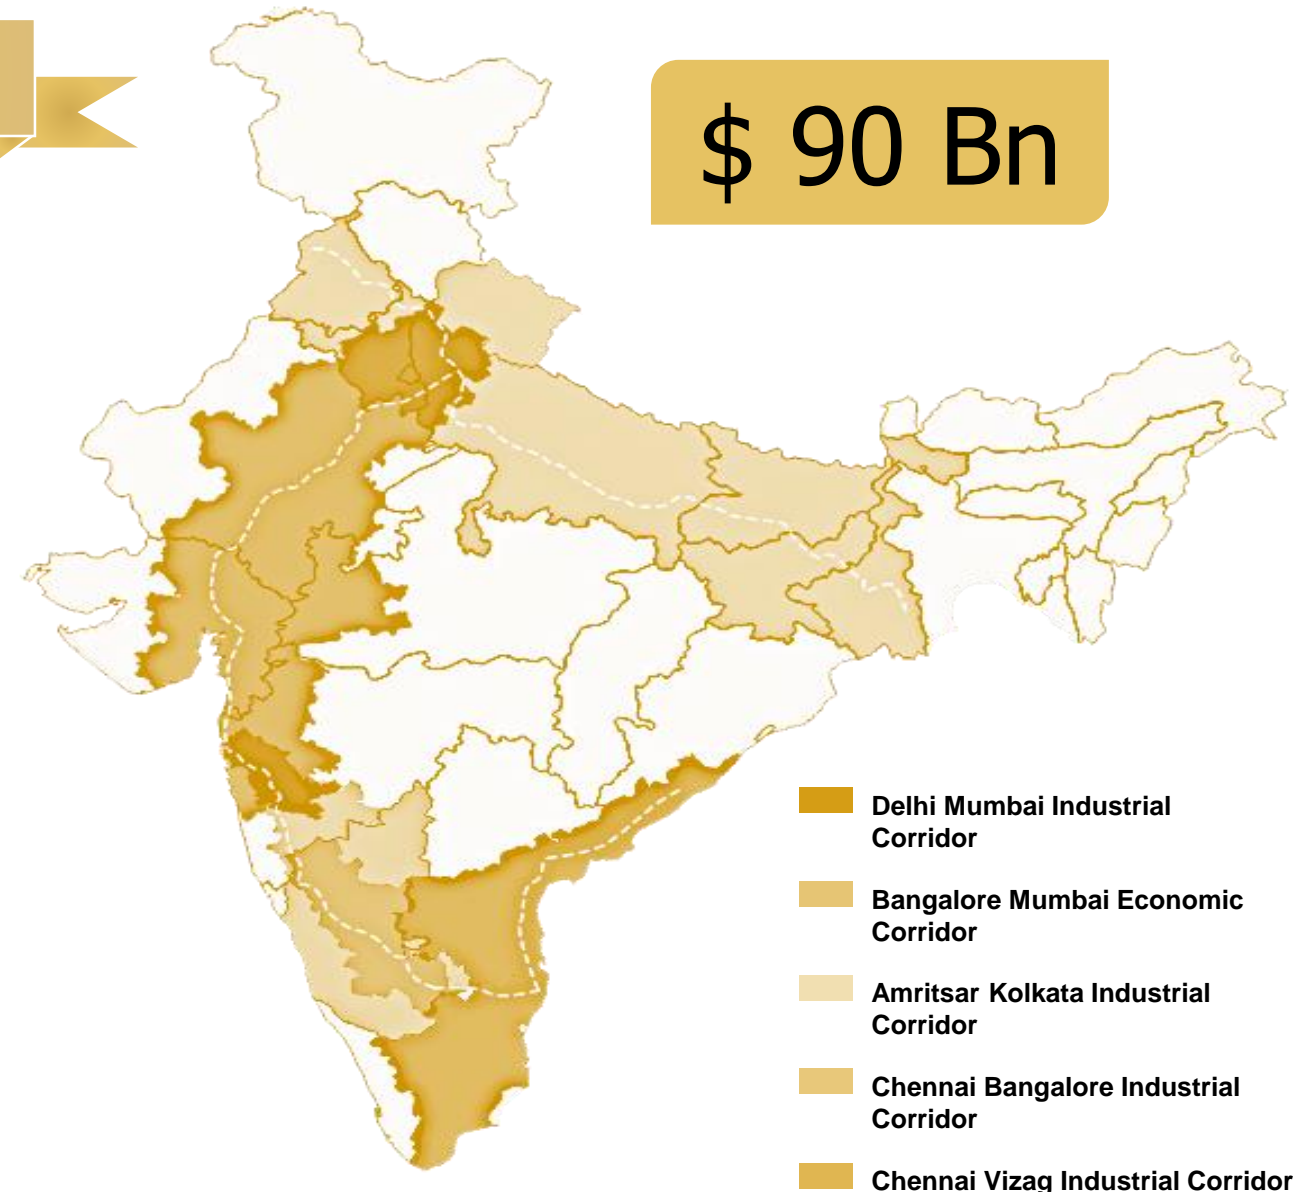 $ 90 Bn
Delhi Mumbai Industrial
Corridor
Bangalore Mumbai Economic
Corridor
Amritsar Kolkata Industrial
Corridor
Chennai Bangalore Industrial
Corridor
Chennai Vizag Industrial Corridor